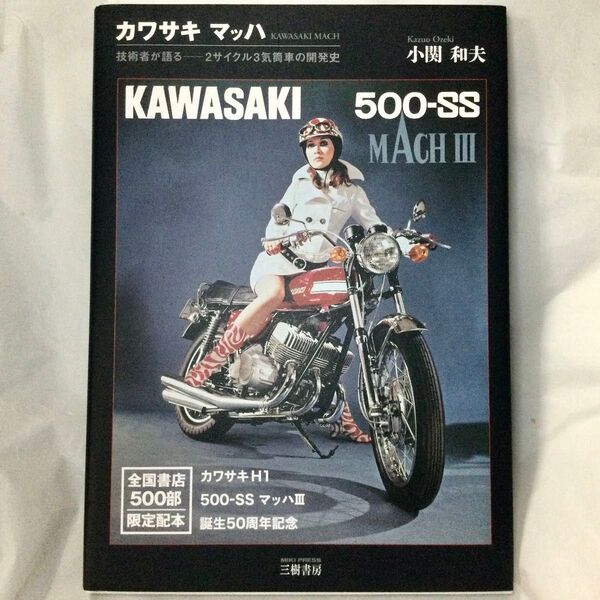 カワサキ マッハ KAWASAKI MACH
技術者が語る──2サイクル3気筒車の開発史
Kazuo Ozeki
小関 和夫
KAWASAKI 500-SS
MACH III
全国書店
500部
限定配本
カワサキH1
500-SS マッハⅢ
誕生50周年記念
MIKI PRESS
三樹書房